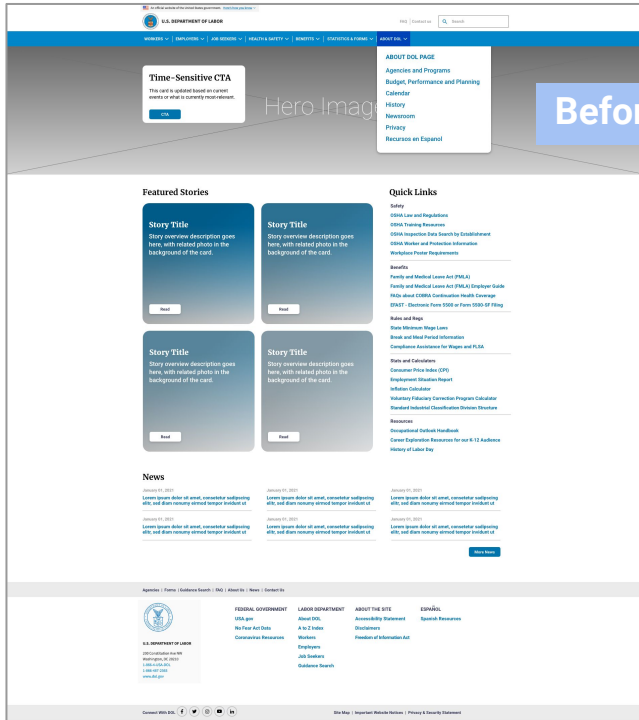 An official website of the United States government. Here's how you know
U.S. DEPARTMENT OF LABOR
FAQ | Contact us
Search
WORKERS | EMPLOYERS | JOB SEEKERS | HEALTH & SAFETY | BENEFITS | STATISTICS & FORMS | ABOUT DOL
ABOUT DOL PAGE
Agencies and Programs
Budget, Performance and Planning
Calendar
History
Newsroom
Privacy
Recursos en Espanol
Time-Sensitive CTA
This card is updated based on current
events or what is currently most-relevant.
CTA
Hero Imag
Befor
Featured Stories
Story Title
Story overview description goes
here, with related photo in the
background of the card.
Read
Story Title
Story overview description goes
here, with related photo in the
background of the card.
Read
Story Title
Story overview description goes
here, with related photo in the
background of the card.
Read
Story Title
Story overview description goes
here, with related photo in the
background of the card.
Read
Quick Links
Safety
OSHA Law and Regulations
OSHA Training Resources
OSHA Inspection Data Search by Establishment
OSHA Worker and Protection Information
Workplace Poster Requirements
Benefits
Family and Medical Leave Act (FMLA)
Family and Medical Leave Act (FMLA) Employer Guide
FAQs about COBRA Continuation Health Coverage
EFAST - Electronic Form 5500 or Form 5500-SF Filing
Rules and Regs
State Minimum Wage Laws
Break and Meal Period Information
Compliance Assistance for Wages and FLSA
Stats and Calculaters
Consumer Price Index (CPI)
Employment Situation Report
Inflation Calculator
Voluntary Fiduciary Correction Program Calculator
Standard Industrial Classification Division Structure
Resources
Occupational Outlook Handbook
Career Exploration Resources for our K-12 Audience
History of Labor Day
News
January 01, 2021
Lorem ipsum dolor sit amet, consetetur sadipscing
elitr, sed diam nonumy eirmod tempor invidunt ut
January 01, 2021
Lorem ipsum dolor sit amet, consetetur sadipscing
elitr, sed diam nonumy eirmod tempor invidunt ut
January 01, 2021
Lorem ipsum dolor sit amet, consetetur sadipscing
elitr, sed diam nonumy eirmod tempor invidunt ut
January 01, 2021
Lorem ipsum dolor sit amet, consetetur sadipscing
elitr, sed diam nonumy eirmod tempor invidunt ut
January 01, 2021
Lorem ipsum dolor sit amet, consetetur sadipscing
elitr, sed diam nonumy eirmod tempor invidunt ut
January 01, 2021
Lorem ipsum dolor sit amet, consetetur sadipscing
elitr, sed diam nonumy eirmod tempor invidunt ut
More News
Agencies | Forms | Guidance Search | FAQ | About Us | News | Contact Us
U.S. DEPARTMENT OF LABOR
200 Constitution Ave NW
Washington, DC 20210
1-866-4-USA-DOL
1-866-487-2365
www.dol.gov
FEDERAL GOVERNMENT
USA.gov
No Fear Act Data
Coronavirus Resources
LABOR DEPARTMENT
About DOL
A to Z Index
Workers
Employers
Job Seekers
Guidance Search
ABOUT THE SITE
Accessibility Statement
Disclaimers
Freedom of Information Act
ESPAÑOL
Spanish Resources
Connect With DOL
Site Map | Important Website Notices | Privacy & Security Statement